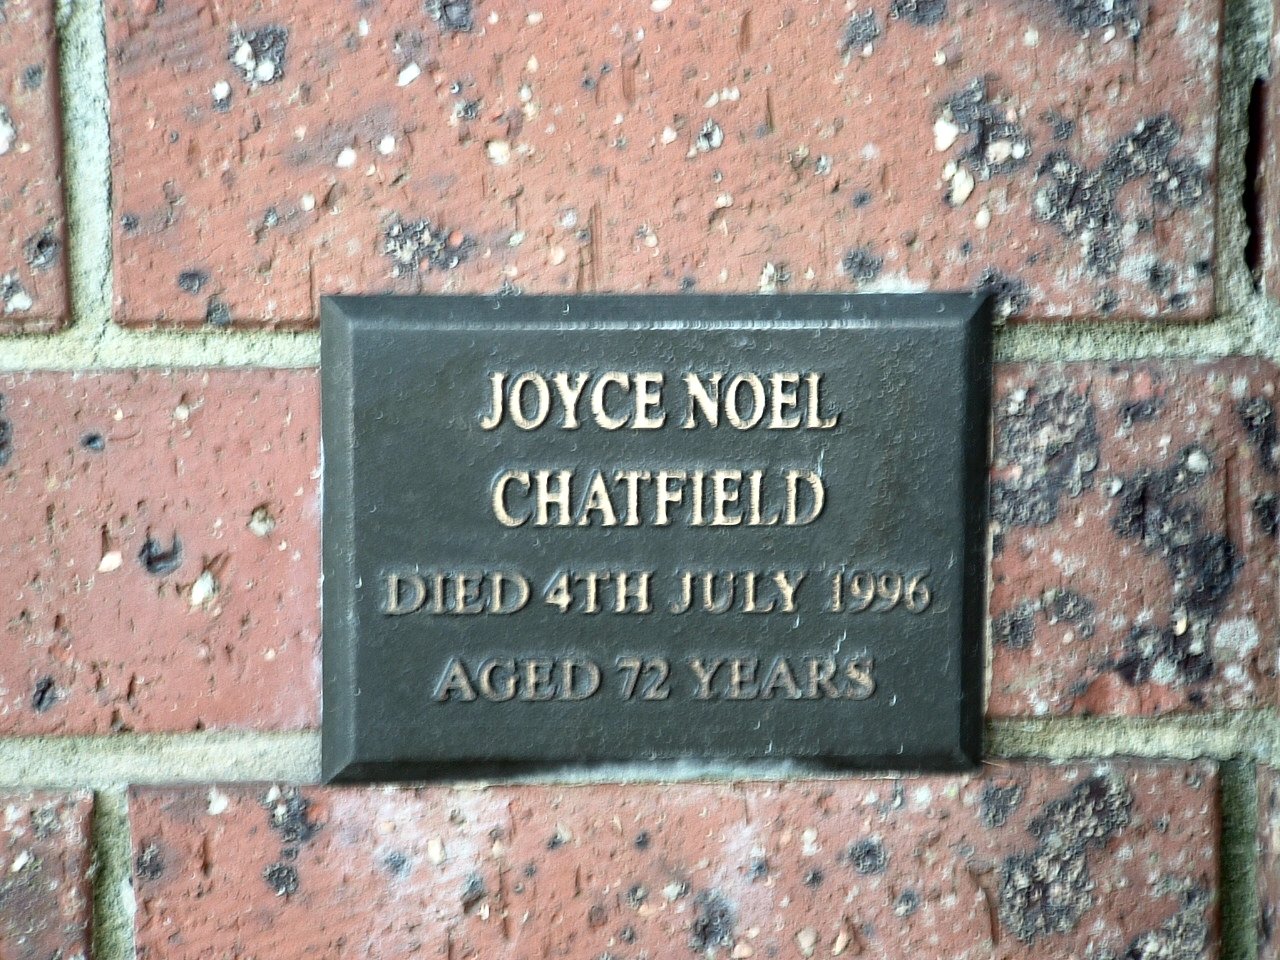 JOYCE NOEL
CHATFIELD
DIED 4TH JULY 1996
AGED 72 YEARS